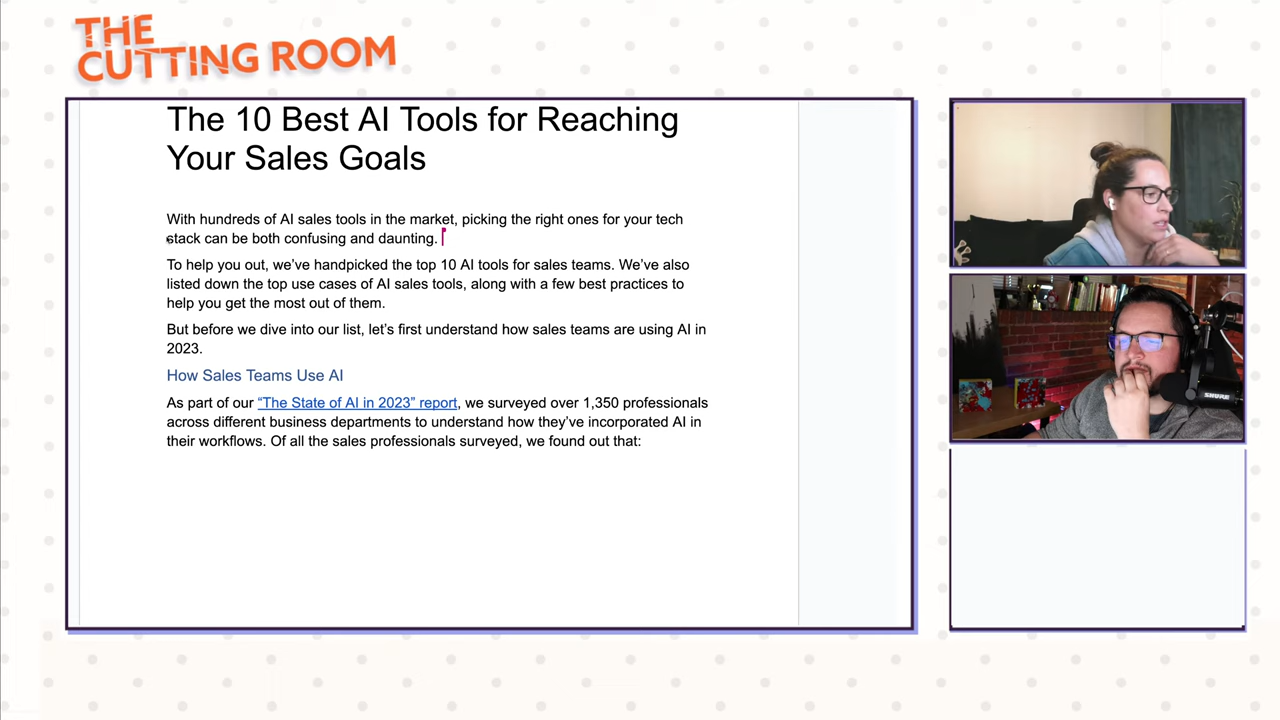 THE
CUTTING ROOM
The 10 Best AI Tools for Reaching
Your Sales Goals
With hundreds of AI sales tools in the market, picking the right ones for your tech
stack can be both confusing and daunting.
To help you out, we’ve handpicked the top 10 AI tools for sales teams. We’ve also
listed down the top use cases of AI sales tools, along with a few best practices to
help you get the most out of them.
But before we dive into our list, let’s first understand how sales teams are using AI in
2023.
How Sales Teams Use AI
As part of our “The State of AI in 2023” report, we surveyed over 1,350 professionals
across different business departments to understand how they’ve incorporated AI in
their workflows. Of all the sales professionals surveyed, we found out that:
SHURE